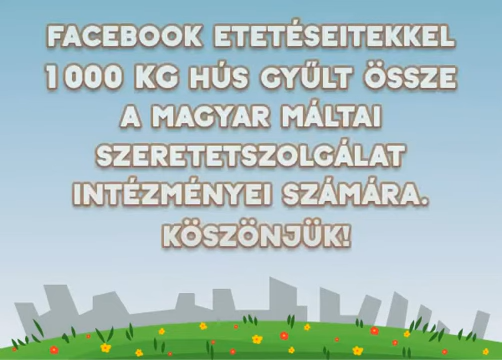 FACEBOOK ETETÉSEITEKKEL
1 000 KG HÚS GYŰLT ÖSSZE
A MAGYAR MÁLTAI
SZERETETSZOLGÁLAT
INTÉZMÉNYEI SZÁMÁRA.
KÖSZÖNJÜK!